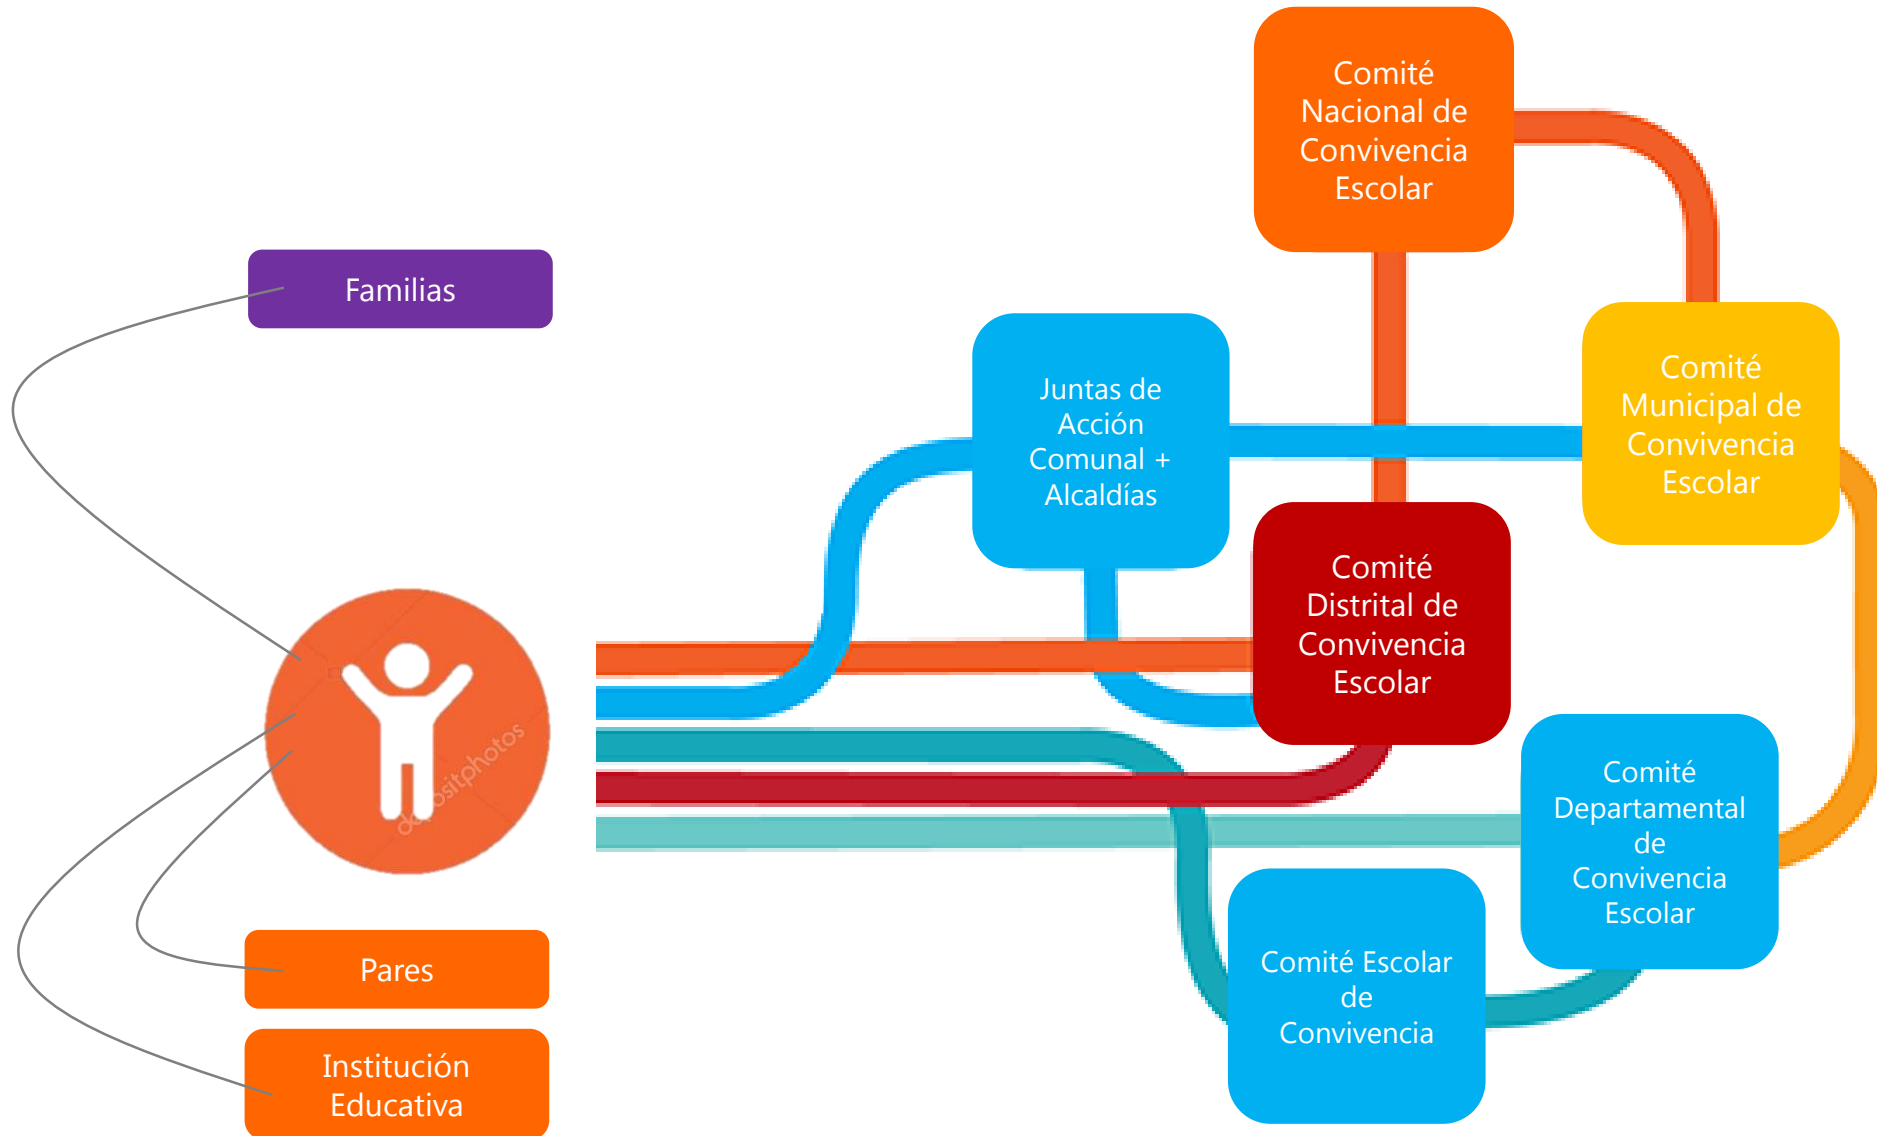 Comité
Nacional de
Convivencia
Escolar
Familias
Juntas de
Acción
Comunal +
Alcaldías
Comité
Municipal de
Convivencia
Escolar
Comité
Distrital de
Convivencia
Escolar
depositphotos
Comité
Departamental
de
Convivencia
Escolar
Pares
Comité Escolar
de
Convivencia
Institución
Educativa